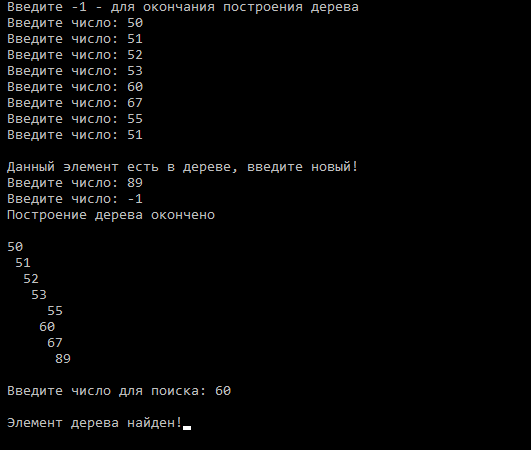 Введите -1 - для окончания построения дерева
Введите число: 50
Введите число: 51
Введите число: 52
Введите число: 53
Введите число: 60
Введите число: 67
Введите число: 55
Введите число: 51
Данный элемент есть в дереве, введите новый!
Введите число: 89
Введите число: -1
Построение дерева окончено
50
51
52
53
55
60
67
89
Введите число для поиска: 60
Элемент дерева найден!